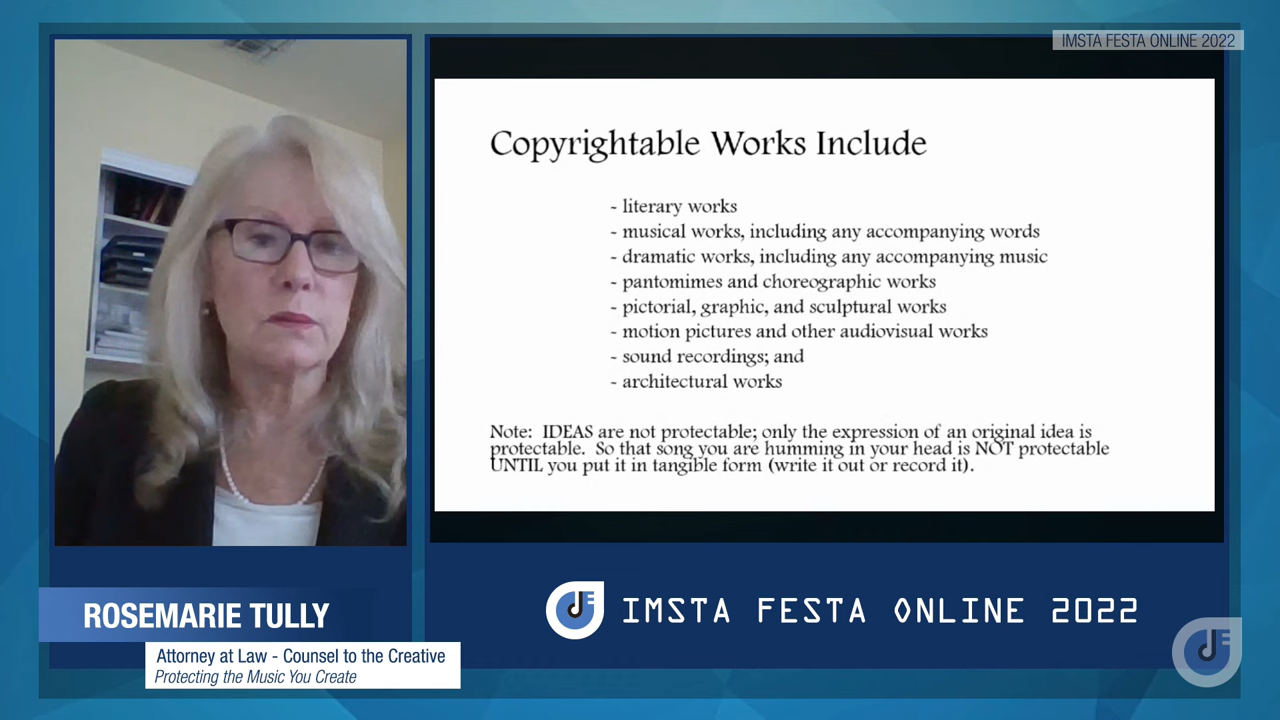 IMSTA FESTA ONLINE 2022
Copyrightable Works Include
- literary works
- musical works, including any accompanying words
- dramatic works, including any accompanying music
- pantomimes and choreographic works
- pictorial, graphic, and sculptural works
- motion pictures and other audiovisual works
- sound recordings; and
- architectural works
Note: IDEAS are not protectable; only the expression of an original idea is
protectable. So that song you are humming in your head is NOT protectable
UNTIL you put it in tangible form (write it out or record it).
ROSEMARIE TULLY
Attorney at Law - Counsel to the Creative
Protecting the Music You Create
IMSTA FESTA ONLINE 2022